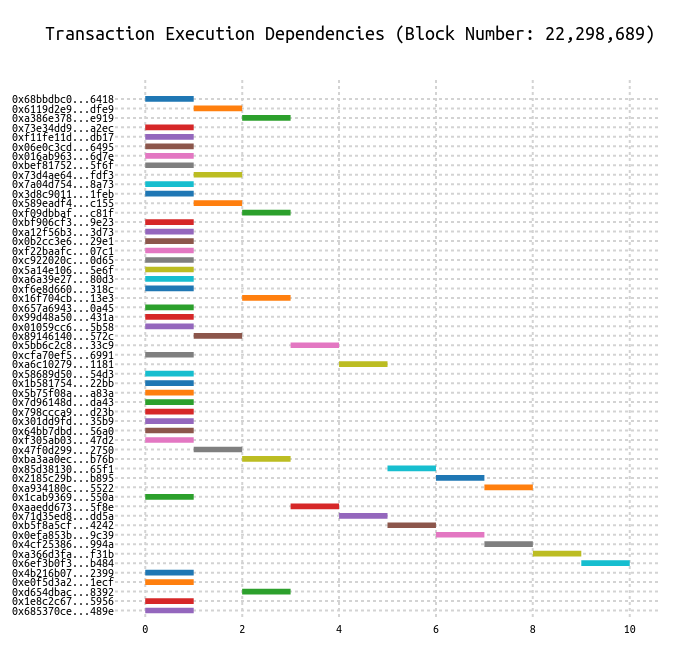 Transaction Execution Dependencies (Block Number: 22,298,689)
0x68bbdbc0...6418
0x6119d2e9...dfe9
0xa386e378...e919
0x73e34dd9...a2ec
0xf11fe11d...db17
0x06e0c3cd...6495
0x016ab963...6d7e
0xbef81752...5f6f
0x73d4ae64...fdf3
0x7a04d754...8a73
0x3d8c9011...1feb
0x589eadf4...c155
0xf09dbbaf...c81f
0xbf906cf3...9e23
0xa12f56b3...3d73
0x0b2cc3e6...29e1
0xf22baafc...07c1
0xc922020c...0d65
0x5a14e106...5e6f
0xa6a39e27...80d3
0xf6e8d660...318c
0x16f704cb...13e3
0x657a6943...0a45
0x99d48a50...431a
0x01059cc6...5b58
0x89146140...572c
0x5bb6c2c8...33c9
0xcfa70ef5...6991
0xa6c10279...1181
0x58689d50...54d3
0x1b581754...22bb
0x5b75f08a...a83a
0x7d96148d...da43
0x798ccca9...d23b
0x301dd9fd...35b9
0x64bb7dbd...56a0
0xf305ab03...47d2
0x47f0d299...2750
0xba3aa0ec...b76b
0x85d38130...65f1
0x2185c29b...b895
0xa934180c...5522
0x1cab9369...550a
0xaaedd673...5f8e
0x71d35ed8...dd5a
0xb5f8a5cf...4242
0x0efa853b...9c39
0x4cf25386...994a
0xa366d3fa...f31b
0x6ef3b0f3...b484
0x4b216b07...2399
0xe0f5d3a2...1ecf
0xd654dbac...8392
0x1e8c2c67...5956
0x685370ce...489e
0 2 4 6 8 10